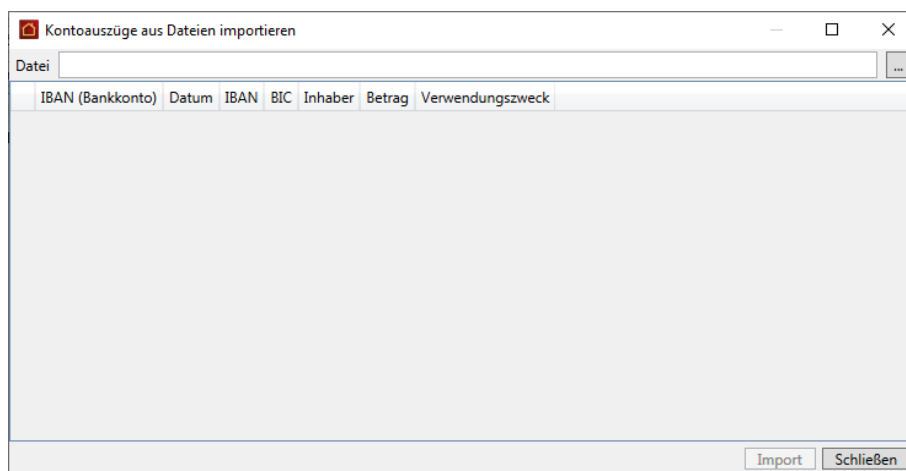 Kontoauszüge aus Dateien importieren
Datei ...
IBAN (Bankkonto) Datum IBAN BIC Inhaber Betrag Verwendungszweck
Import Schließen